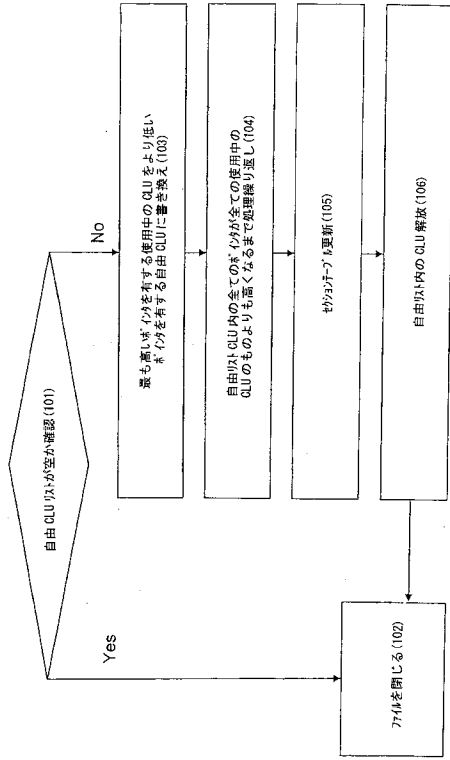 自由 CLU リストが空か確認 (101)
No
Yes
最も高いポインタを有する使用中の CLU をより低い
ポインタを有する自由 CLU に書き換え (103)
自由リスト CLU 内の全てのポインタが全ての使用中の
CLU のものよりも高くなるまで処理繰り返し (104)
セクションテーブル更新 (105)
自由リスト内の CLU 解放 (106)
ファイルを閉じる (102)